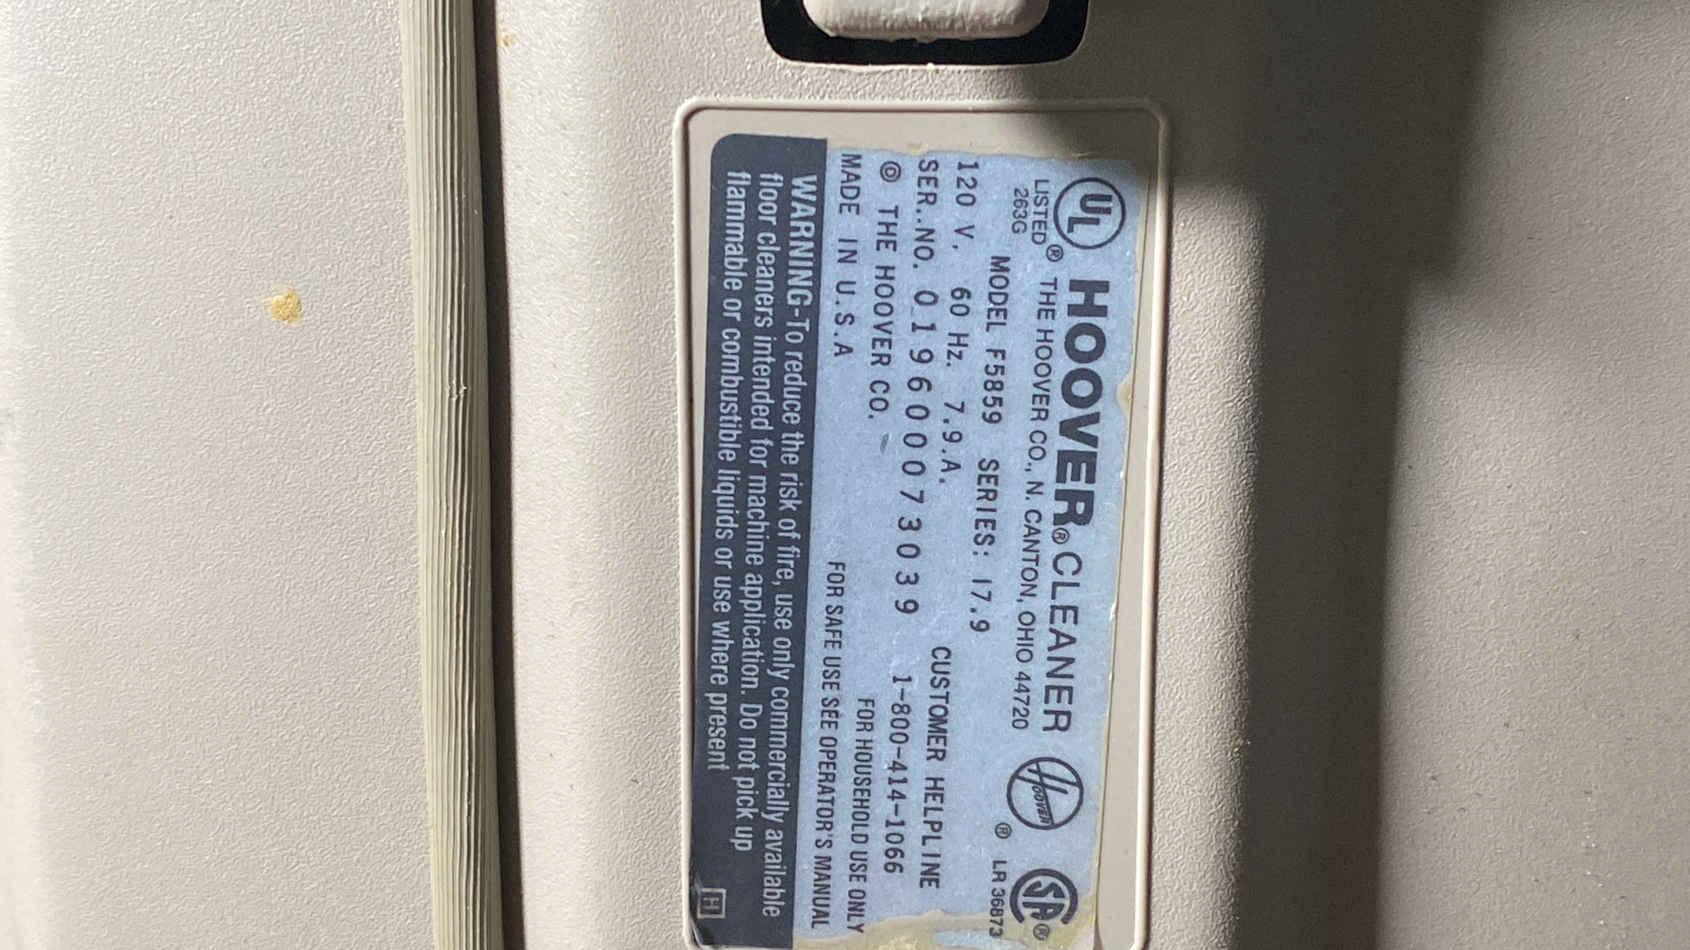 UL HOOVER® CLEANER Hoover ® SA ®
LISTED ® THE HOOVER CO., N. CANTON, OHIO 44720 LR 36873
263G
MODEL F5859 SERIES: 17.9
120 V. 60 Hz. 7.9.A.
SER..NO. 019600073039
CUSTOMER HELPLINE
1-800-414-1066
© THE HOOVER CO.
FOR HOUSEHOLD USE ONLY
MADE IN U.S.A
FOR SAFE USE SEE OPERATOR'S MANUAL
WARNING-To reduce the risk of fire, use only commercially available
floor cleaners intended for machine application. Do not pick up
flammable or combustible liquids or use where present
H